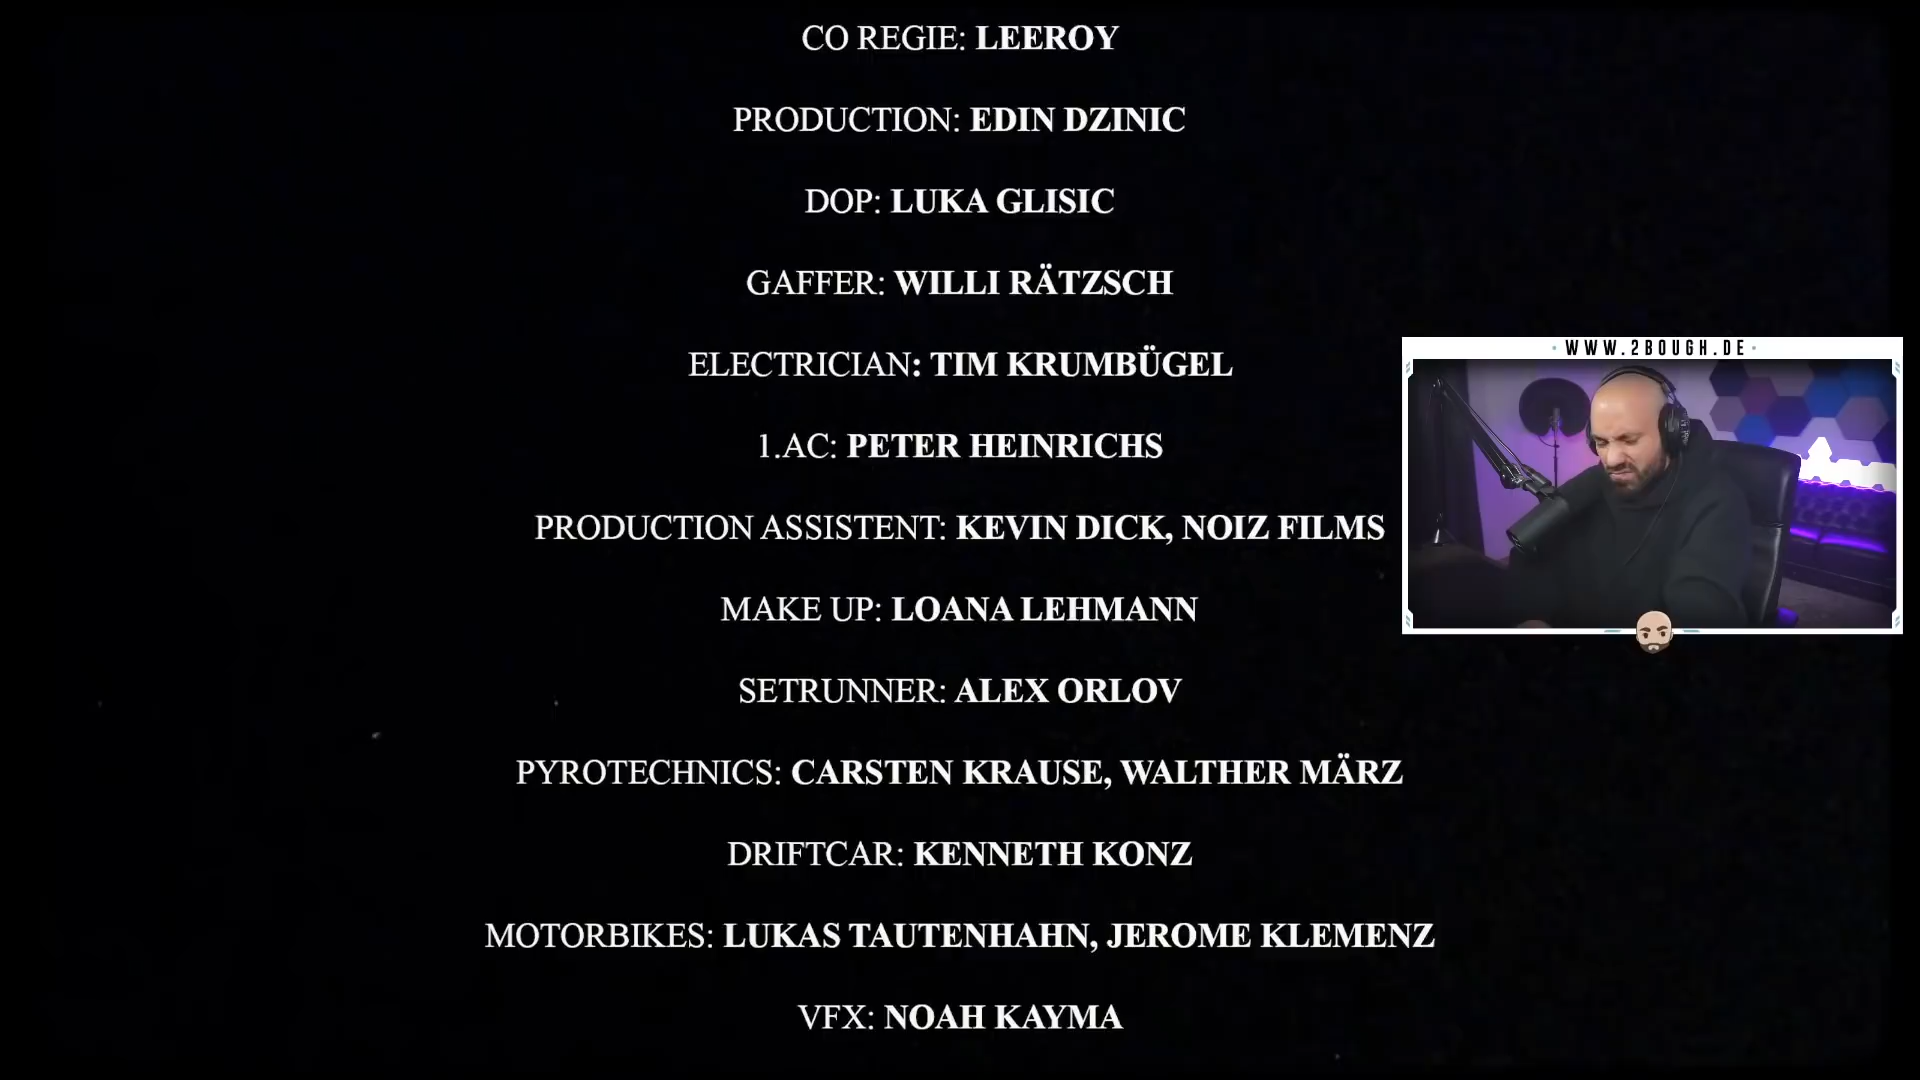 CO REGIE: LEEROY
PRODUCTION: EDIN DZINIC
DOP: LUKA GLISIC
GAFFER: WILLI RÄTZSCH
WWW.2BOUGH.DE
ELECTRICIAN: TIM KRUMBÜGEL
1.AC: PETER HEINRICHS
PRODUCTION ASSISTENT: KEVIN DICK, NOIZ FILMS
MAKE UP: LOANA LEHMANN
SETRUNNER: ALEX ORLOV
PYROTECHNICS: CARSTEN KRAUSE, WALTHER MÄRZ
DRIFTCAR: KENNETH KONZ
MOTORBIKES: LUKAS TAUTENHAHN, JEROME KLEMENZ
VFX: NOAH KAYMA